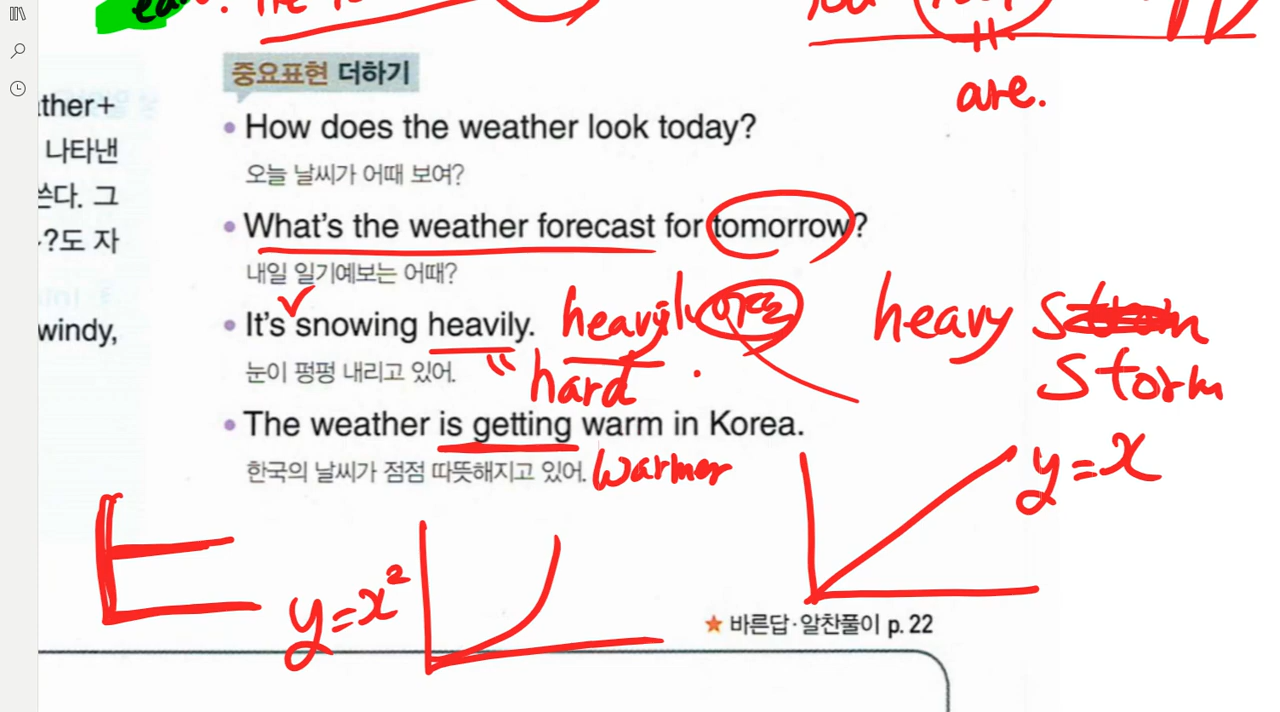 are.
중요표현 더하기
ather+
• How does the weather look today?
나타낸
오늘 날씨가 어때 보여?
쓴다. 그
• What's the weather forecast for tomorrow?
?도 자
내일 일기예보는 어때?
• It's snowing heavily. heavily heavy storm
windy,
눈이 펑펑 내리고 있어. " hard storm
• The weather is getting warm in Korea.
한국의 날씨가 점점 따뜻해지고 있어. warmer
y=x
y=x²
★ 바른답·알찬풀이 p. 22